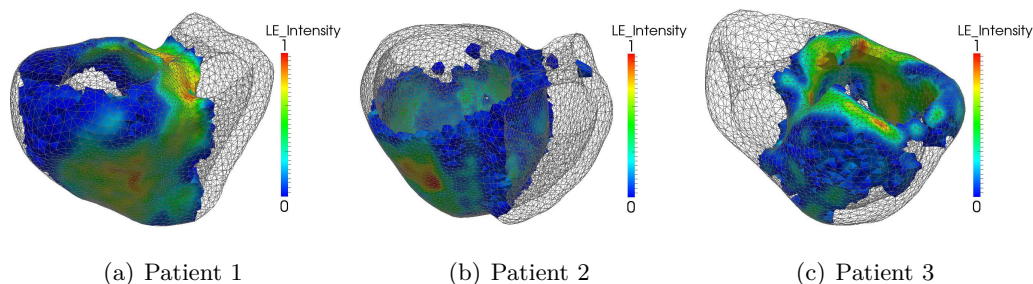 LE_Intensity
1
0
LE_Intensity
1
0
LE_Intensity
1
0
(a) Patient 1
(b) Patient 2
(c) Patient 3